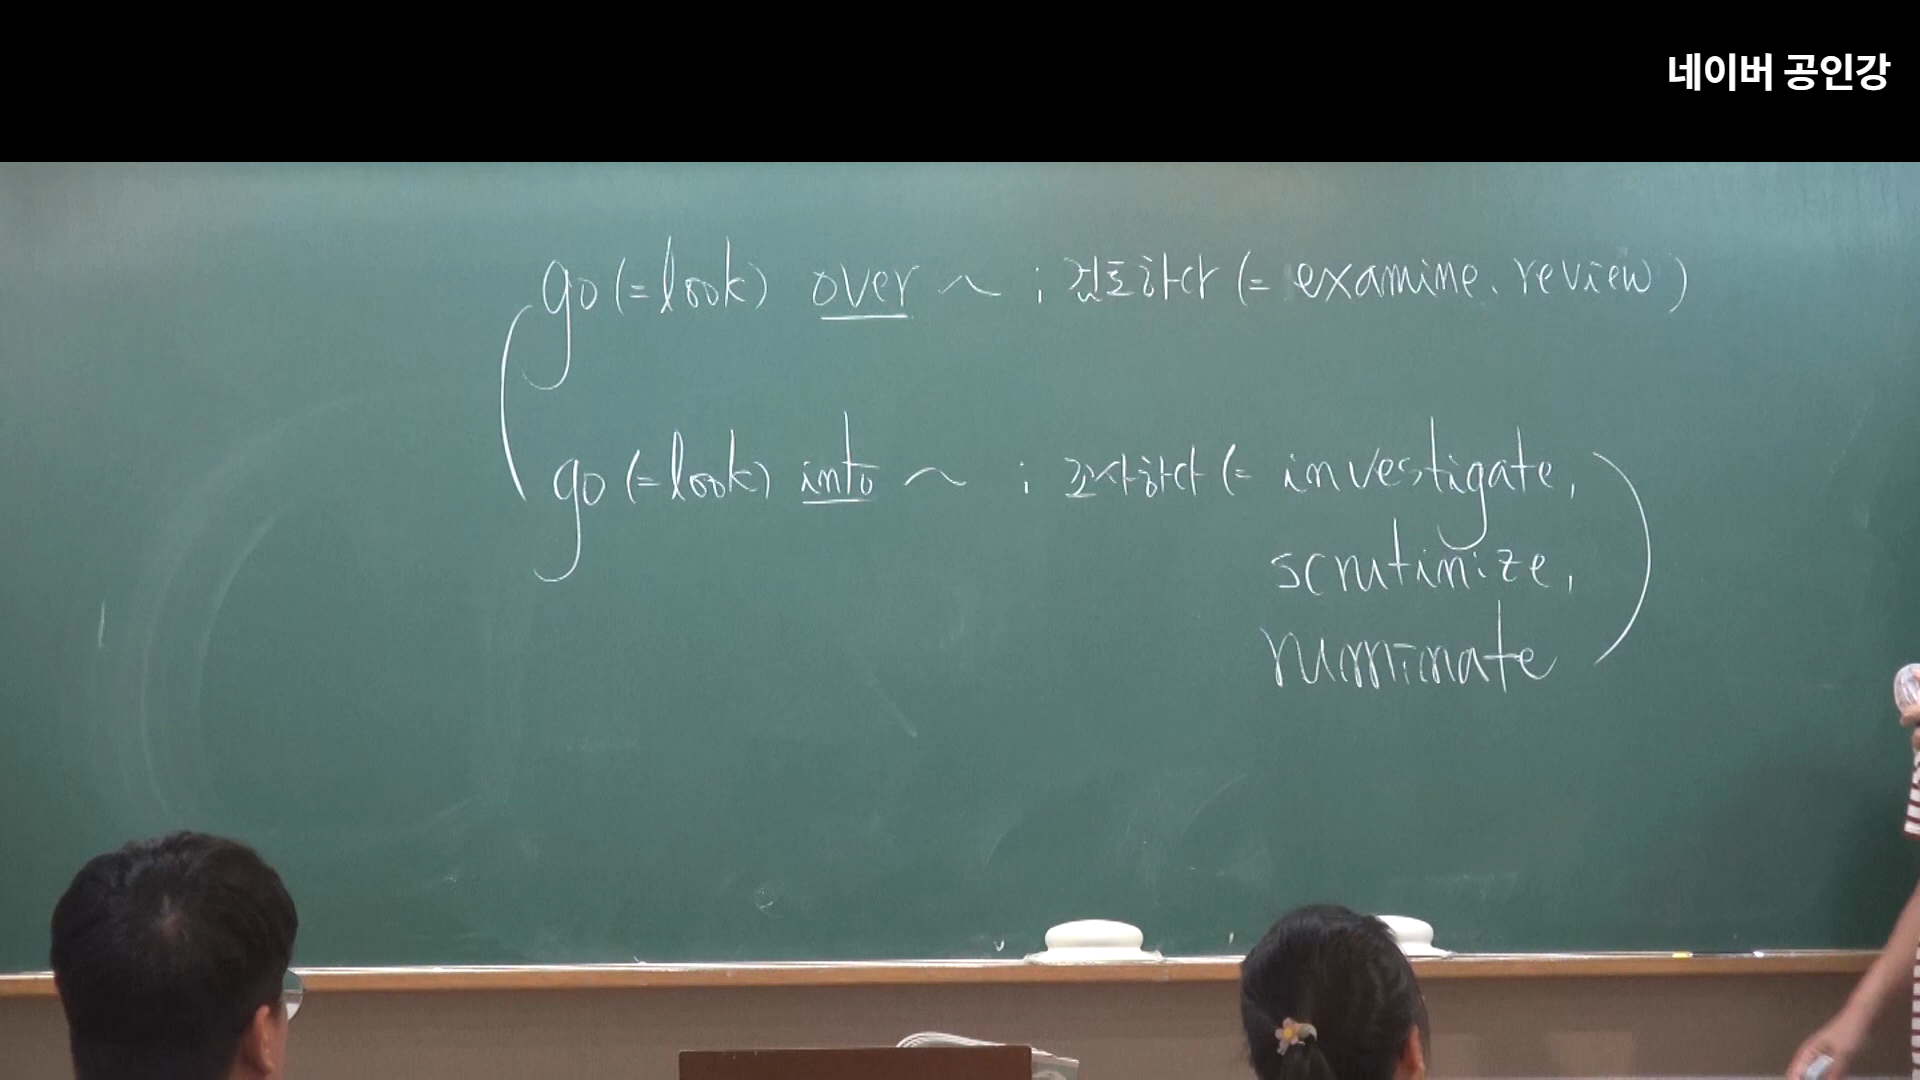 네이버 공인강
go (=look) over ~ ; 검토하다 (= examine, review)
go (=look) into ~ ; 조사하다 (= investigate,
scrutinize,
ruminate)